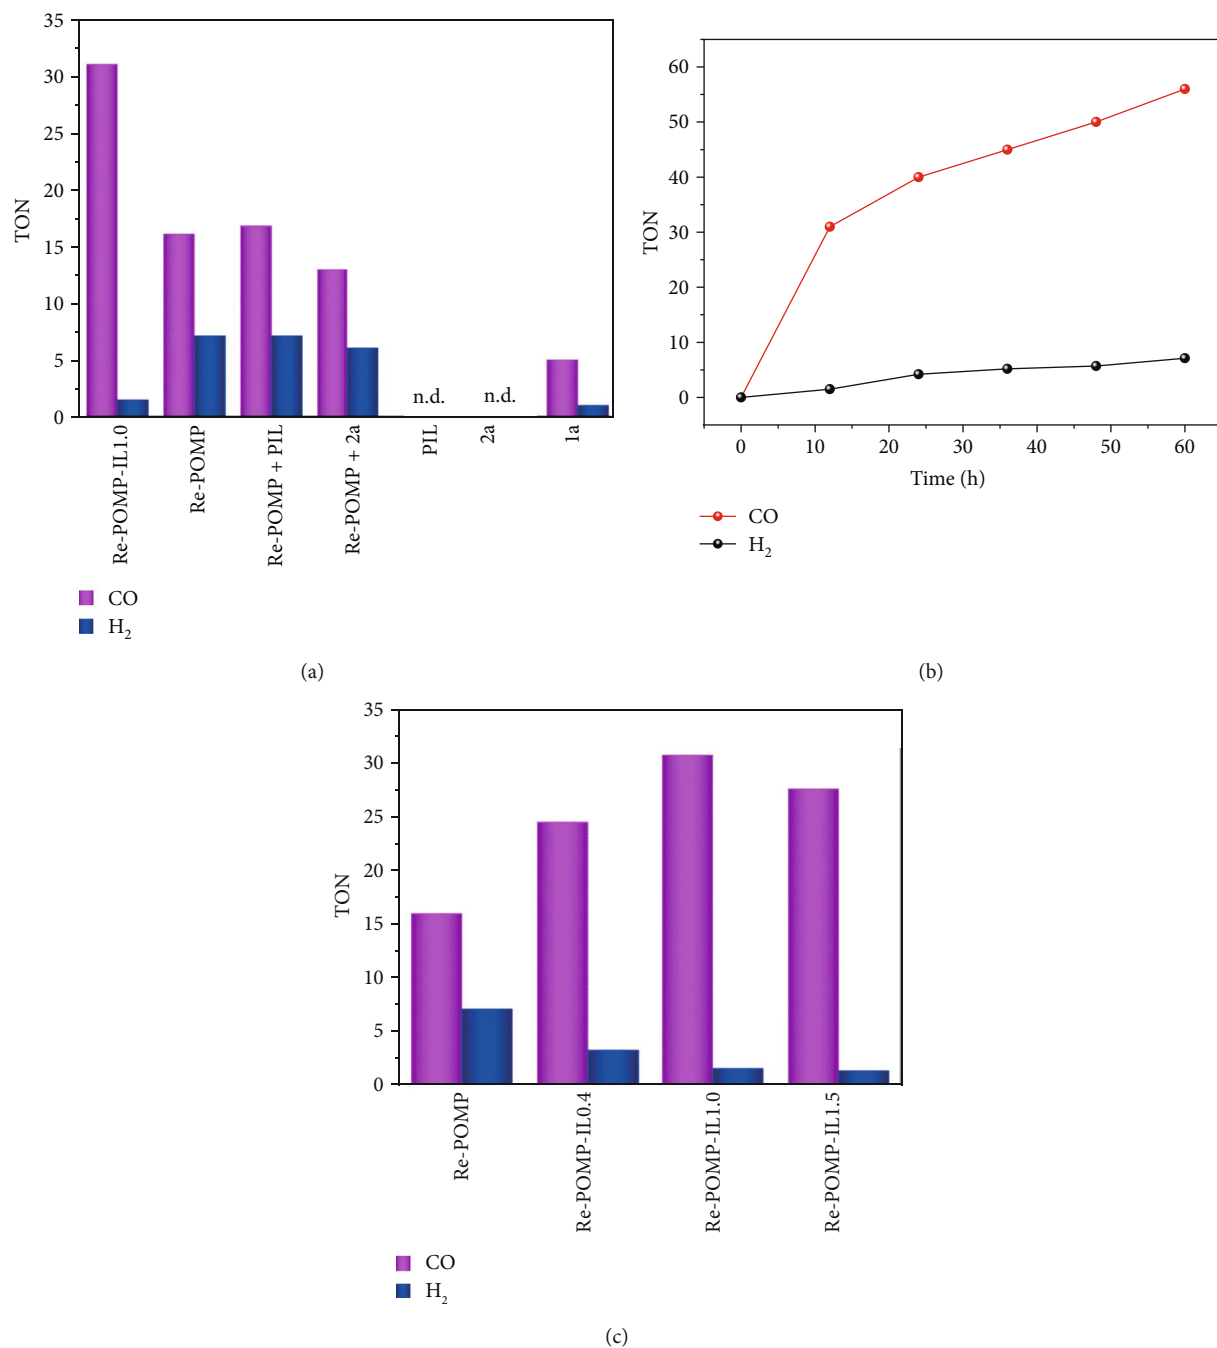 35
30
25
20
15
10
5
0
TON
n.d.
n.d.
Re-POMP-IL1.0
Re-POMP
Re-POMP + PIL
Re-POMP + 2a
PIL
2a
1a
CO
H2
(a)
60
50
40
30
20
10
0
TON
0 10 20 30 40 50 60
Time (h)
CO
H2
(b)
35
30
25
20
15
10
5
0
TON
Re-POMP
Re-POMP-IL0.4
Re-POMP-IL1.0
Re-POMP-IL1.5
CO
H2
(c)